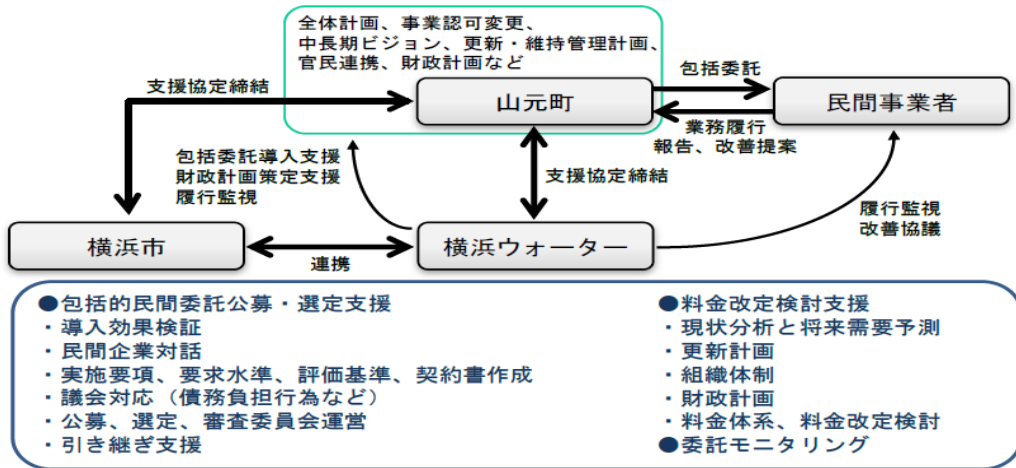 全体計画、事業認可変更、
中長期ビジョン、更新・維持管理計画、
官民連携、財政計画など
支援協定締結
山元町
包括委託
民間事業者
業務履行
報告、改善提案
包括委託導入支援
財政計画策定支援
履行監視
支援協定締結
履行監視
改善協議
横浜市
連携
横浜ウォーター
●包括的民間委託公募・選定支援
・導入効果検証
・民間企業対話
・実施要項、要求水準、評価基準、契約書作成
・議会対応（債務負担行為など）
・公募、選定、審査委員会運営
・引き継ぎ支援
●料金改定検討支援
・現状分析と将来需要予測
・更新計画
・組織体制
・財政計画
・料金体系、料金改定検討
●委託モニタリング